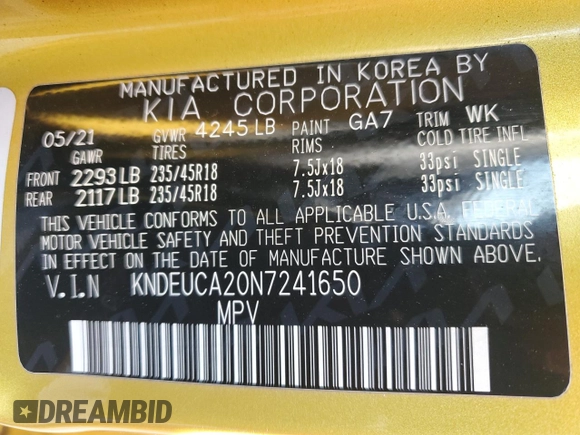 MANUFACTURED IN KOREA BY
KIA CORPORATION
05/21 GVWR 4245 LB PAINT GA7 TRIM WK
GAWR TIRES RIMS COLD TIRE INFL
FRONT 2293 LB 235/45R18 7.5Jx18 33psi SINGLE
REAR 2117 LB 235/45R18 7.5Jx18 33psi SINGLE
THIS VEHICLE CONFORMS TO ALL APPLICABLE U.S.A. FEDERAL
MOTOR VEHICLE SAFETY AND THEFT PREVENTION STANDARDS
IN EFFECT ON THE DATE OF MANUFACTURE SHOWN ABOVE.
V.I.N KNDEUCA20N7241650
MPV
DREAMBID